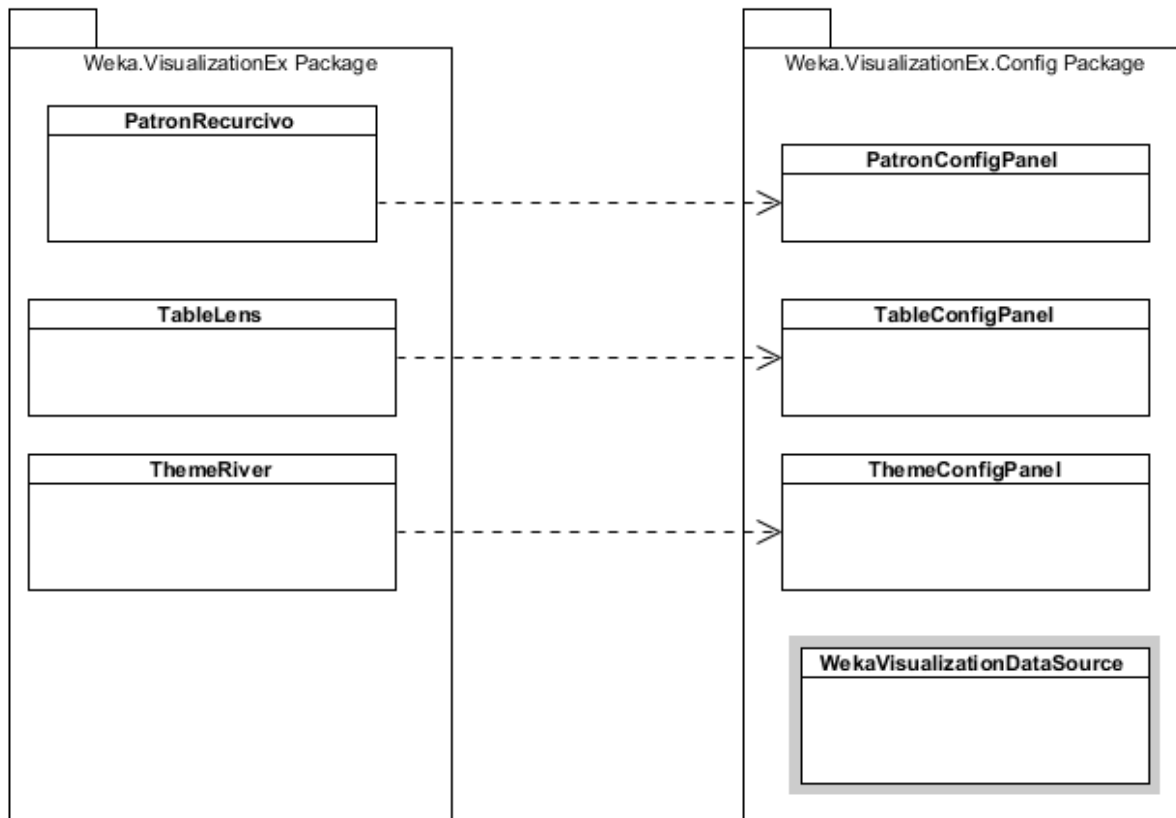 Weka.VisualizationEx Package
PatronRecurcivo
TableLens
ThemeRiver
Weka.VisualizationEx.Config Package
PatronConfigPanel
TableConfigPanel
ThemeConfigPanel
WekaVisualizationDataSource